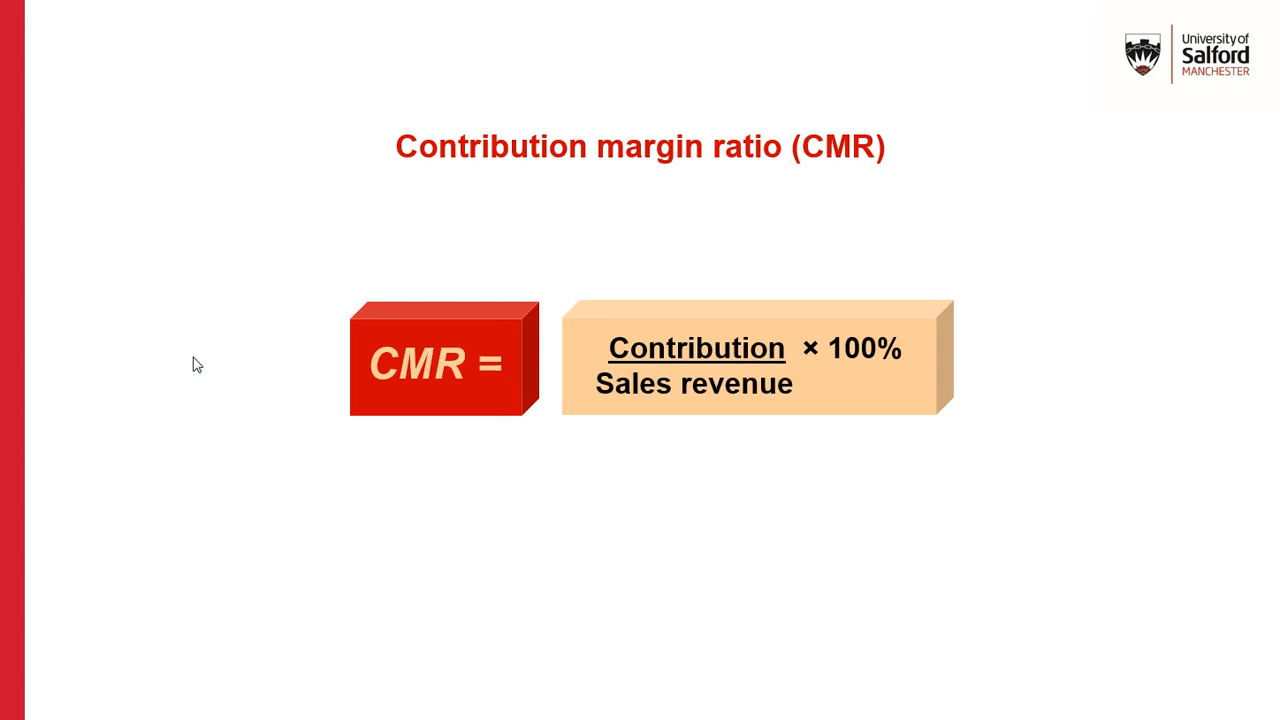 University of
Salford
MANCHESTER
Contribution margin ratio (CMR)
CMR =
Contribution × 100%
Sales revenue